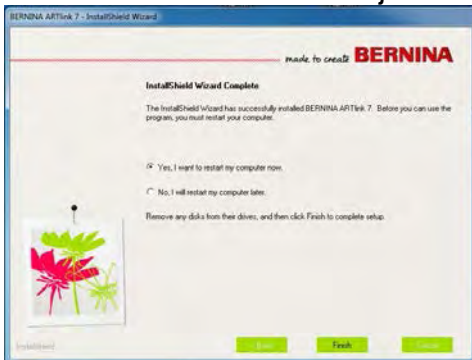 BERNINA ARTlink 7 - InstallShield Wizard
made to create BERNINA
InstallShield Wizard Complete
The InstallShield Wizard has successfully installed BERNINA ARTlink 7. Before you can use the
program, you must restart your computer.
Yes, I want to restart my computer now.
No, I will restart my computer later.
Remove any disks from their drives, and then click Finish to complete setup.
InstallShield
< Back
Finish
Cancel